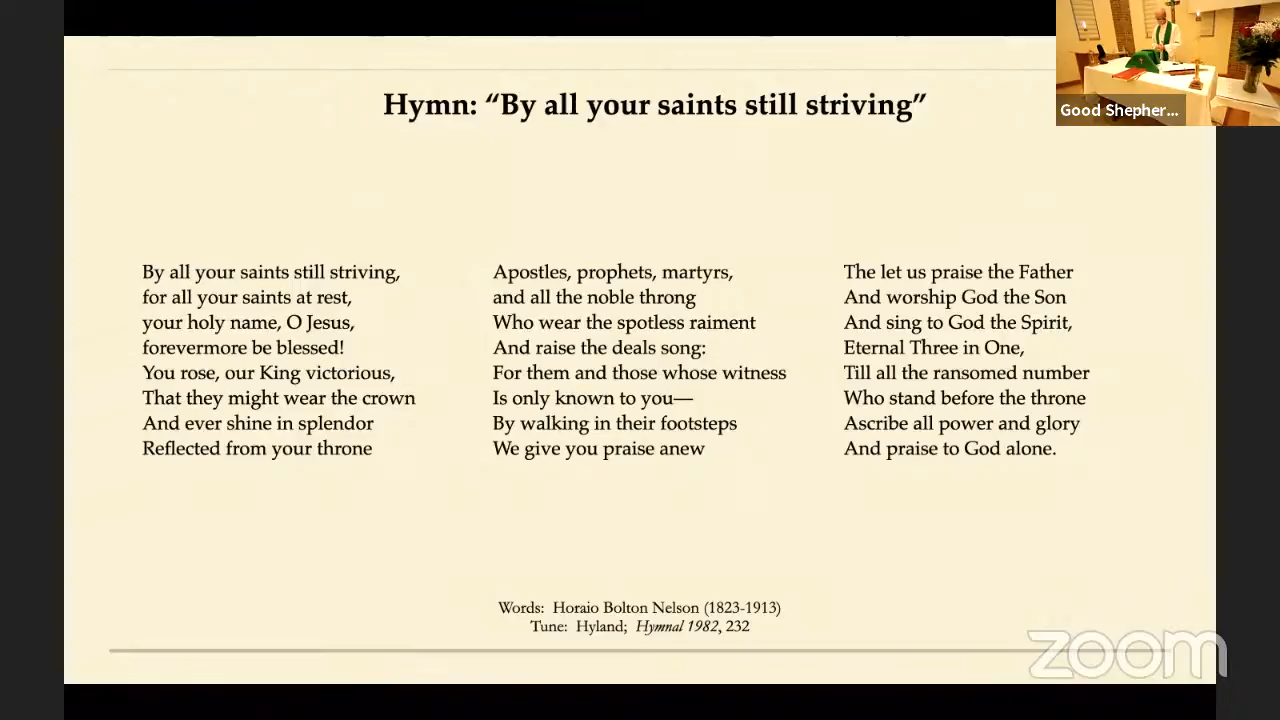 Hymn: “By all your saints still striving”
Good Shepher...
By all your saints still striving,
for all your saints at rest,
your holy name, O Jesus,
forevermore be blessed!
You rose, our King victorious,
That they might wear the crown
And ever shine in splendor
Reflected from your throne
Apostles, prophets, martyrs,
and all the noble throng
Who wear the spotless raiment
And raise the deals song:
For them and those whose witness
Is only known to you—
By walking in their footsteps
We give you praise anew
The let us praise the Father
And worship God the Son
And sing to God the Spirit,
Eternal Three in One,
Till all the ransomed number
Who stand before the throne
Ascribe all power and glory
And praise to God alone.
Words: Horaio Bolton Nelson (1823-1913)
Tune: Hyland; Hymnal 1982, 232
zoom